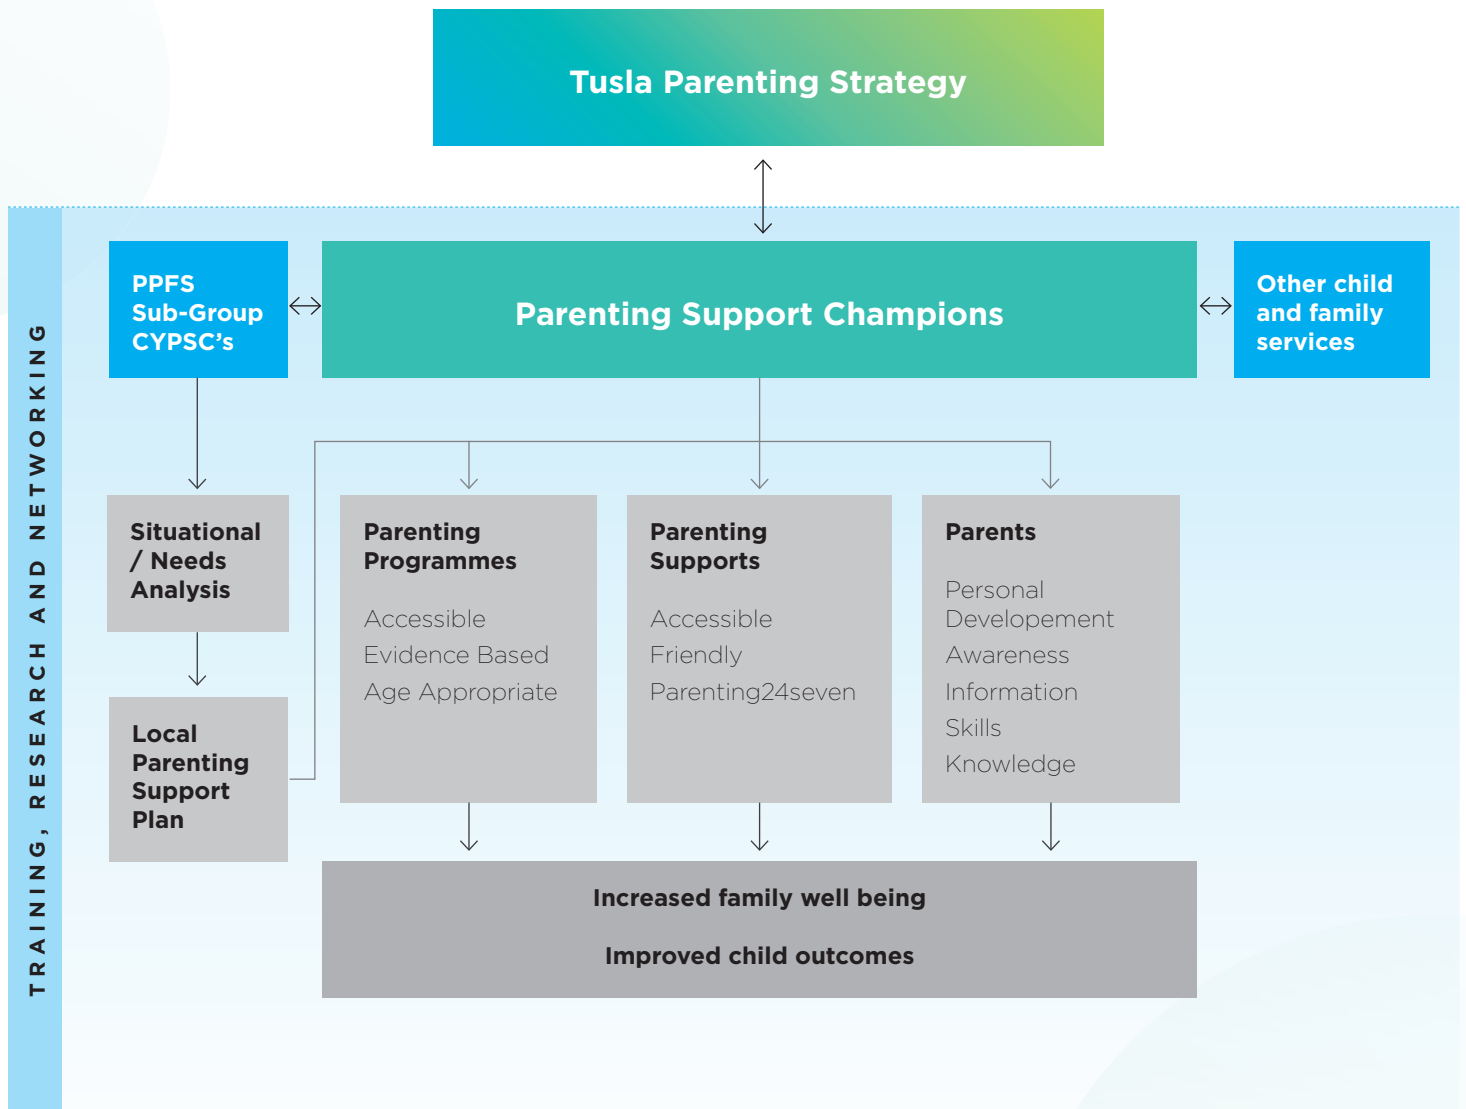 Tusla Parenting Strategy
TRAINING, RESEARCH AND NETWORKING
PPFS
Sub-Group
CYPSC’s
Parenting Support Champions
Other child
and family
services
Situational
/ Needs
Analysis
Local
Parenting
Support
Plan
Parenting
Programmes
Accessible
Evidence Based
Age Appropriate
Parenting
Supports
Accessible
Friendly
Parenting24seven
Parents
Personal
Developement
Awareness
Information
Skills
Knowledge
Increased family well being
Improved child outcomes